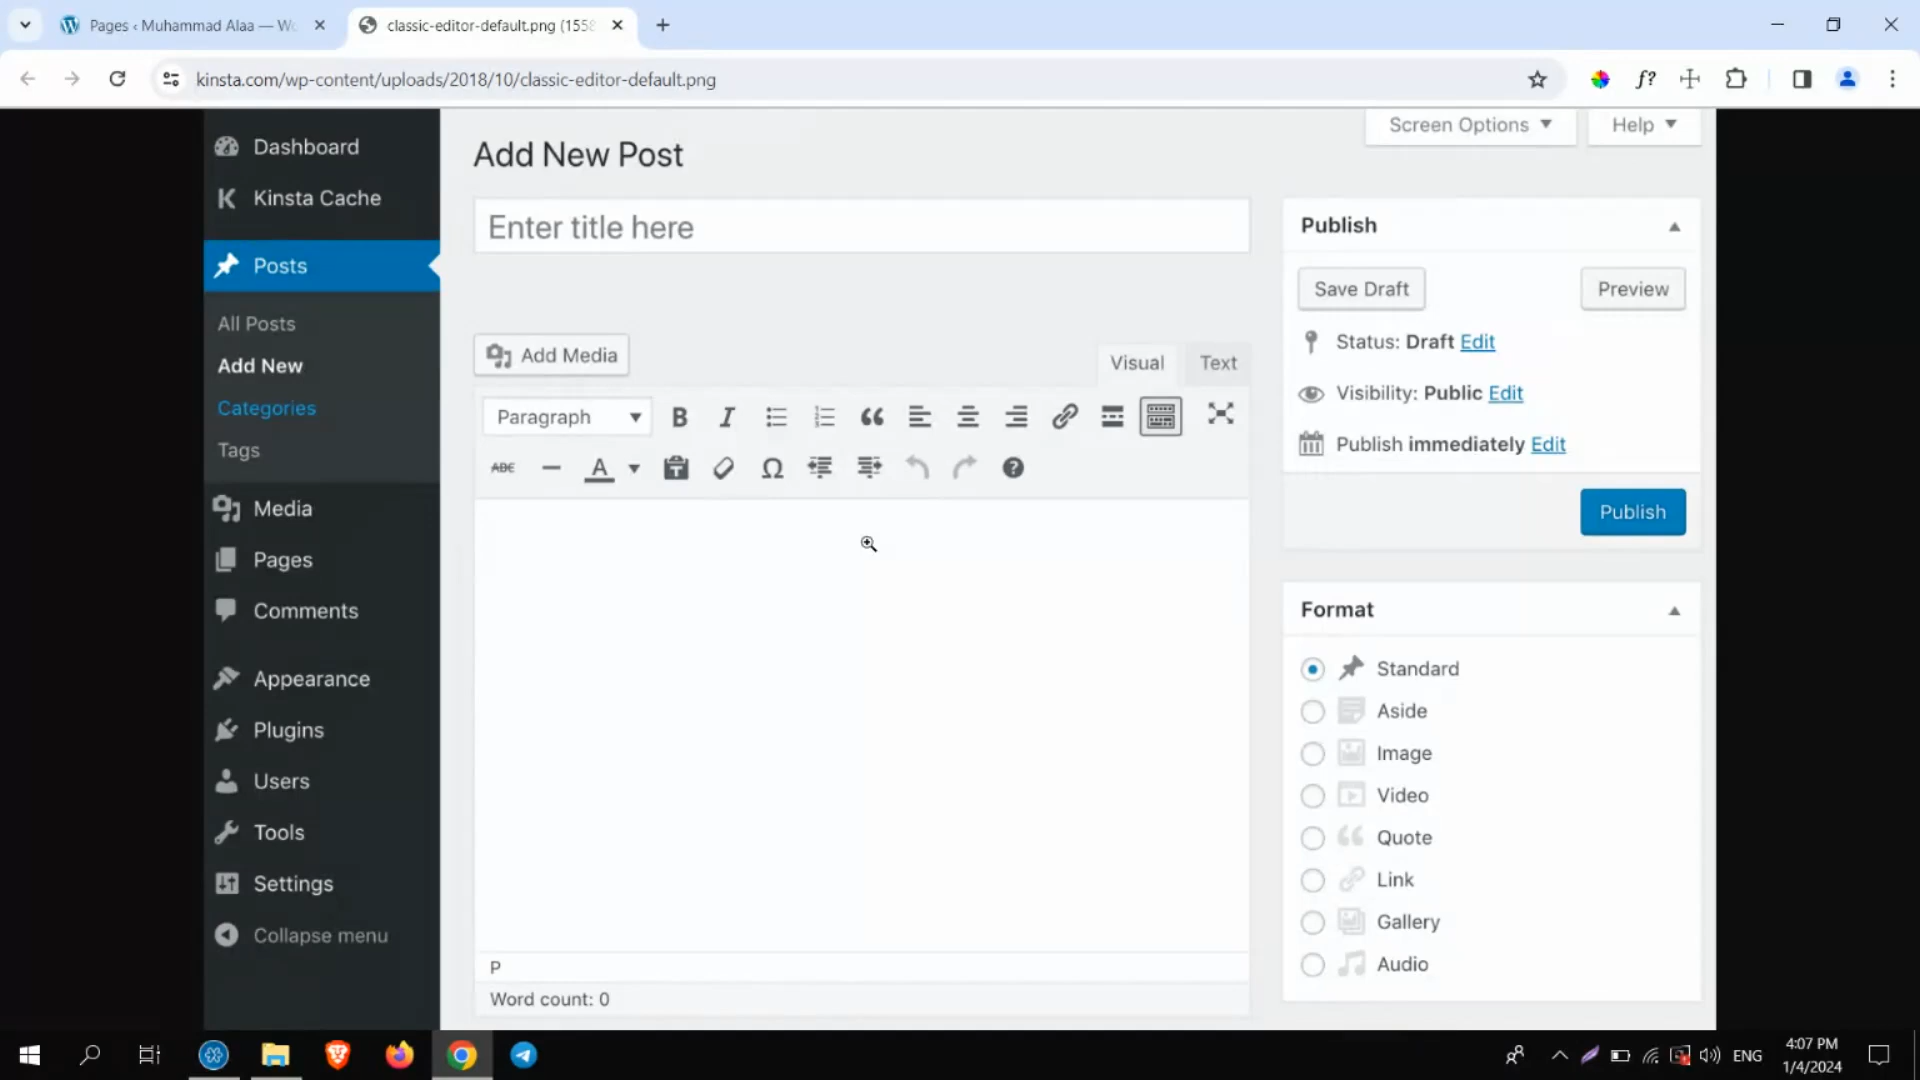 Pages ‹ Muhammad Alaa — Wo
classic-editor-default.png (1558
kinsta.com/wp-content/uploads/2018/10/classic-editor-default.png
Screen Options
Help
Dashboard
Kinsta Cache
Posts
All Posts
Add New
Categories
Tags
Media
Pages
Comments
Appearance
Plugins
Users
Tools
Settings
Collapse menu
Add New Post
Enter title here
Add Media
Visual
Text
Paragraph
B I
ABC A
P
Word count: 0
Publish
Save Draft
Preview
Status: Draft Edit
Visibility: Public Edit
Publish immediately Edit
Publish
Format
Standard
Aside
Image
Video
Quote
Link
Gallery
Audio
ENG
4:07 PM
1/4/2024